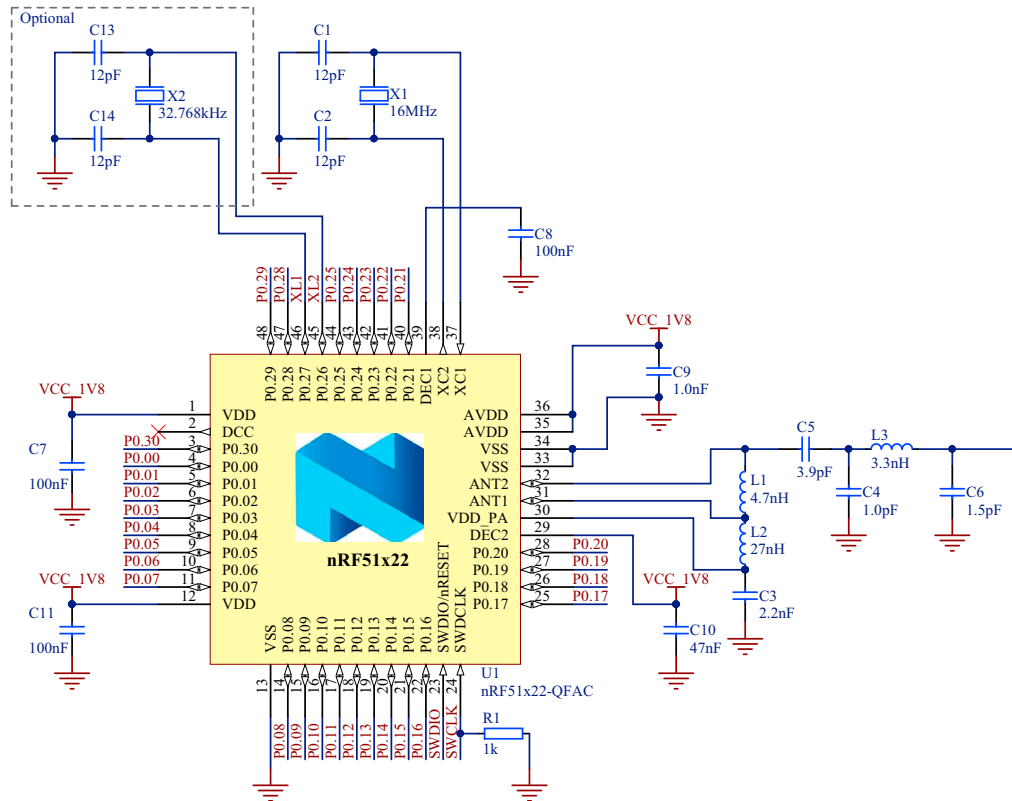 Optional
C13
12pF
X2
32.768kHz
C14
12pF
C1
12pF
X1
16MHz
C2
12pF
C8
100nF
P0.29
P0.28
XL1
XL2
P0.25
P0.24
P0.23
P0.22
P0.21
48
47
46
45
44
43
42
41
40
39
38
37
P0.29
P0.28
P0.27
P0.26
P0.25
P0.24
P0.23
P0.22
P0.21
DEC1
XC2
XC1
VCC_1V8
C7
100nF
1 VDD
2 DCC
P0.30 3 P0.30
P0.00 4 P0.00
P0.01 5 P0.01
P0.02 6 P0.02
P0.03 7 P0.03
P0.04 8 P0.04
P0.05 9 P0.05
P0.06 10 P0.06
P0.07 11 P0.07
12 VDD
VCC_1V8
C11
100nF
nRF51x22
AVDD 36
AVDD 35
VSS 34
VSS 33
ANT2 32
ANT1 31
VDD_PA 30
DEC2 29
P0.20 28 P0.20
P0.19 27 P0.19
P0.18 26 P0.18
P0.17 25 P0.17
VCC_1V8
C9
1.0nF
C5
3.9pF
L3
3.3nH
L1
4.7nH
C4
1.0pF
C6
1.5pF
L2
27nH
C3
2.2nF
VCC_1V8
C10
47nF
VSS
P0.08
P0.09
P0.10
P0.11
P0.12
P0.13
P0.14
P0.15
P0.16
SWDIO/nRESET
SWDCLK
13
14
15
16
17
18
19
20
21
22
23
24
P0.08
P0.09
P0.10
P0.11
P0.12
P0.13
P0.14
P0.15
P0.16
SWDIO
SWCLK
U1
nRF51x22-QFAC
R1
1k